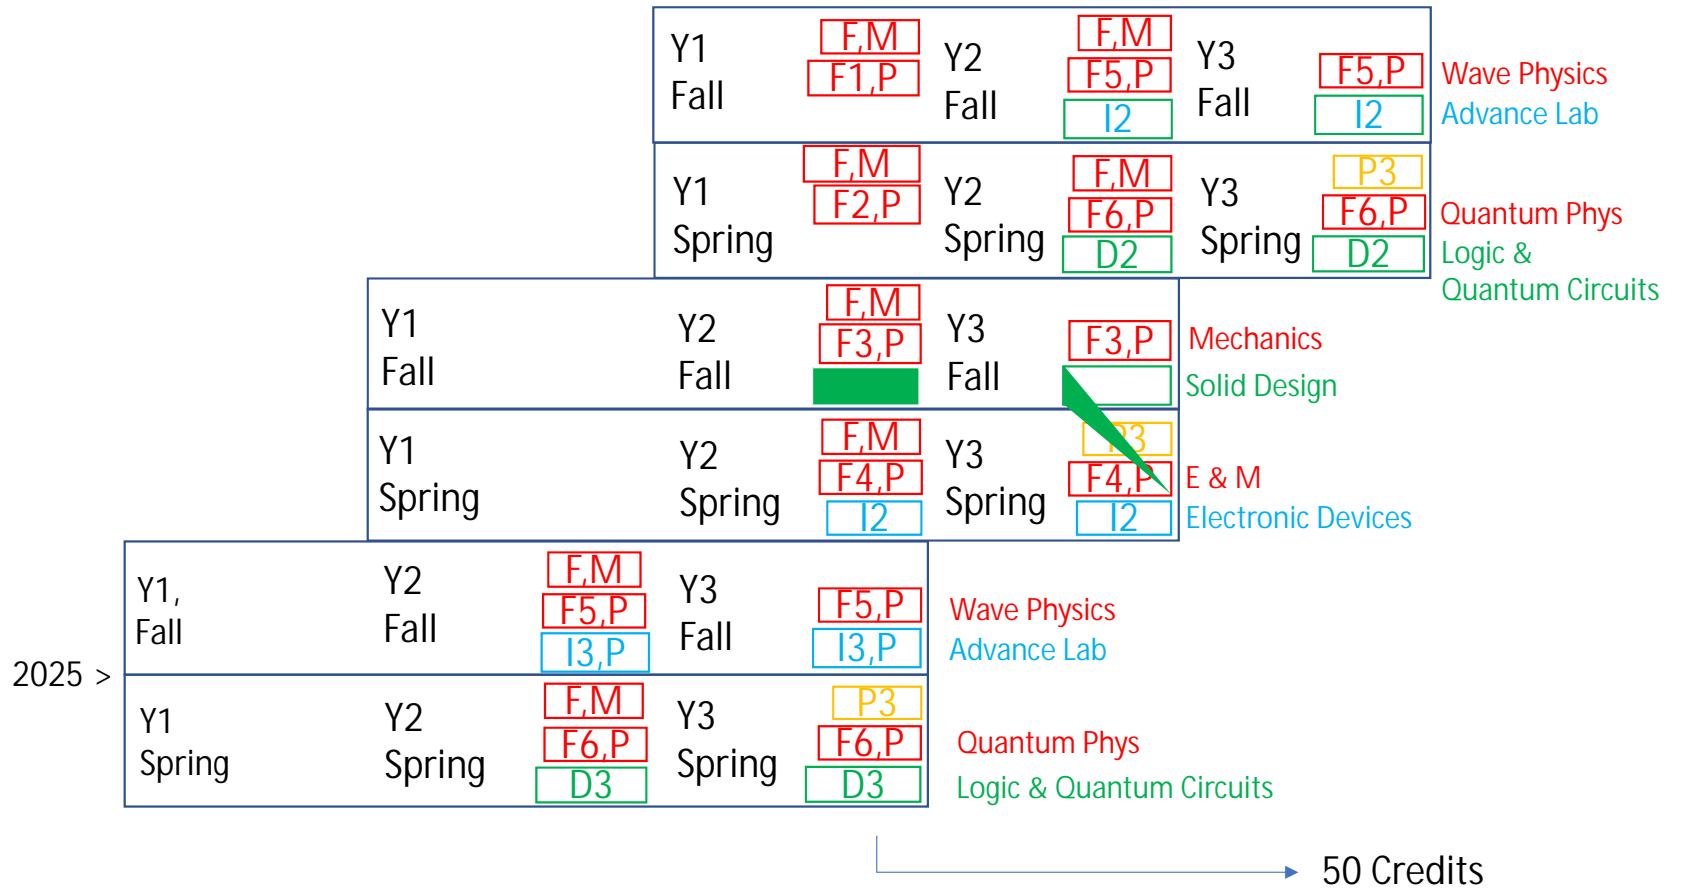 Y1
Fall
F,M
F1,P
Y2
Fall
F,M
F5,P
I2
Y3
Fall
F5,P
I2
Wave Physics
Advance Lab
Y1
Spring
F,M
F2,P
Y2
Spring
F,M
F6,P
D2
Y3
Spring
P3
F6,P
D2
Quantum Phys
Logic &
Quantum Circuits
Y1
Fall
Y2
Fall
F,M
F3,P
Y3
Fall
F3,P
Mechanics
Solid Design
Y1
Spring
Y2
Spring
F,M
F4,P
I2
Y3
Spring
P3
F4,P
I2
E & M
Electronic Devices
2025 >
Y1,
Fall
Y2
Fall
F,M
F5,P
I3,P
Y3
Fall
F5,P
I3,P
Wave Physics
Advance Lab
Y1
Spring
Y2
Spring
F,M
F6,P
D3
Y3
Spring
P3
F6,P
D3
Quantum Phys
Logic & Quantum Circuits
50 Credits